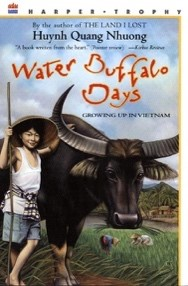 HARPER • TROPHY
By the author of THE LAND I LOST
Huynh Quang Nhuong
"A book written from the heart." (Pointer review) —Kirkus Reviews
Water Buffalo
Days
GROWING UP IN VIETNAM